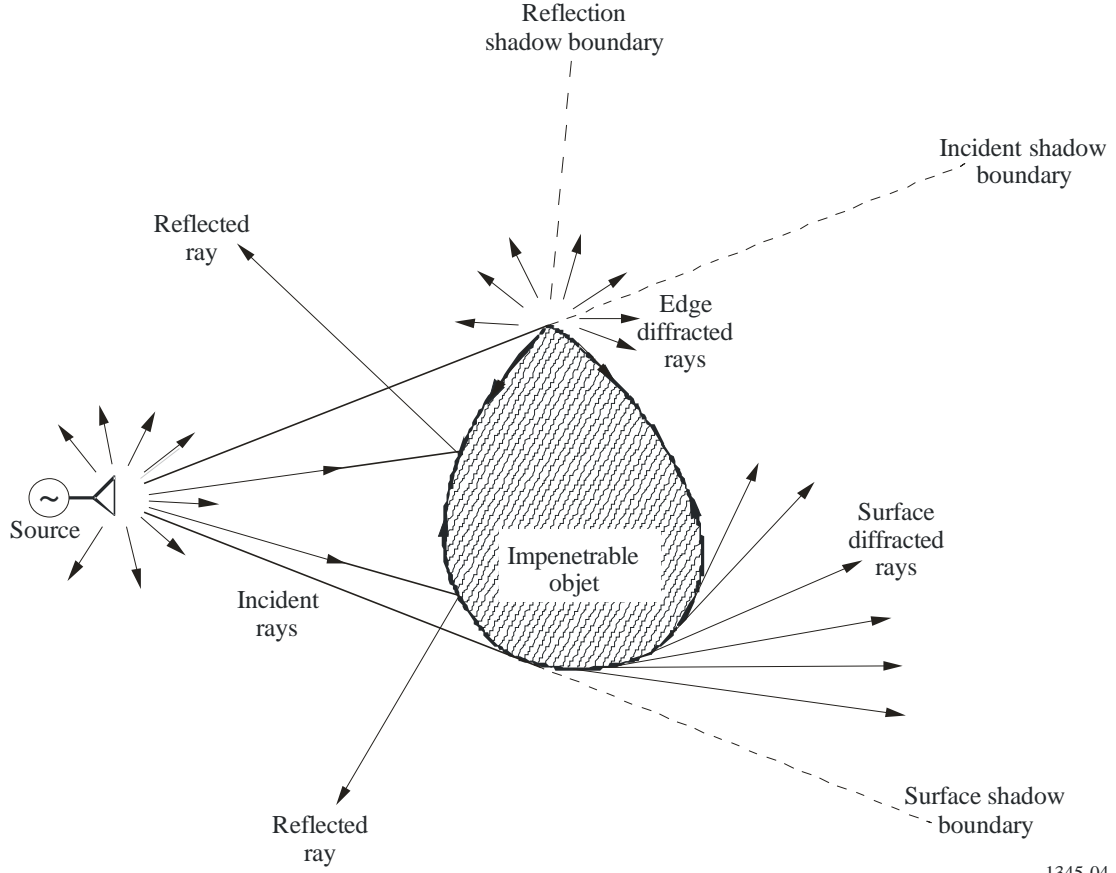 Reflection
shadow boundary
Incident shadow
boundary
Reflected
ray
Edge
diffracted
rays
~
Source
Surface
diffracted
rays
Impenetrable
objet
Incident
rays
Surface shadow
boundary
Reflected
ray
1345-04